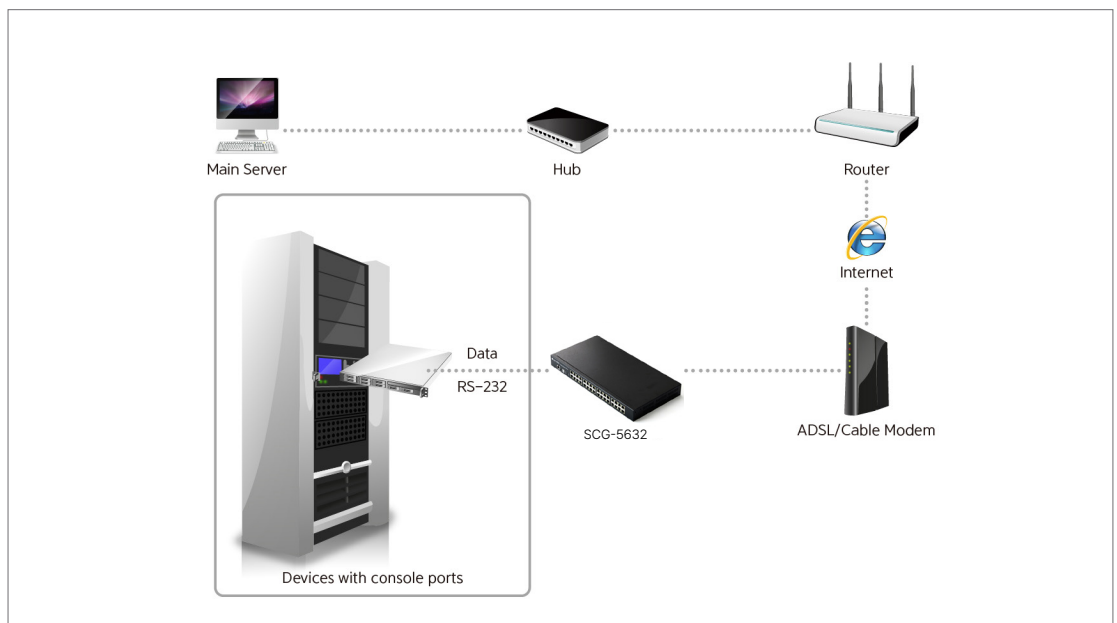 Main Server
Hub
Router
Internet
Data
RS-232
SCG-5632
ADSL/Cable Modem
Devices with console ports